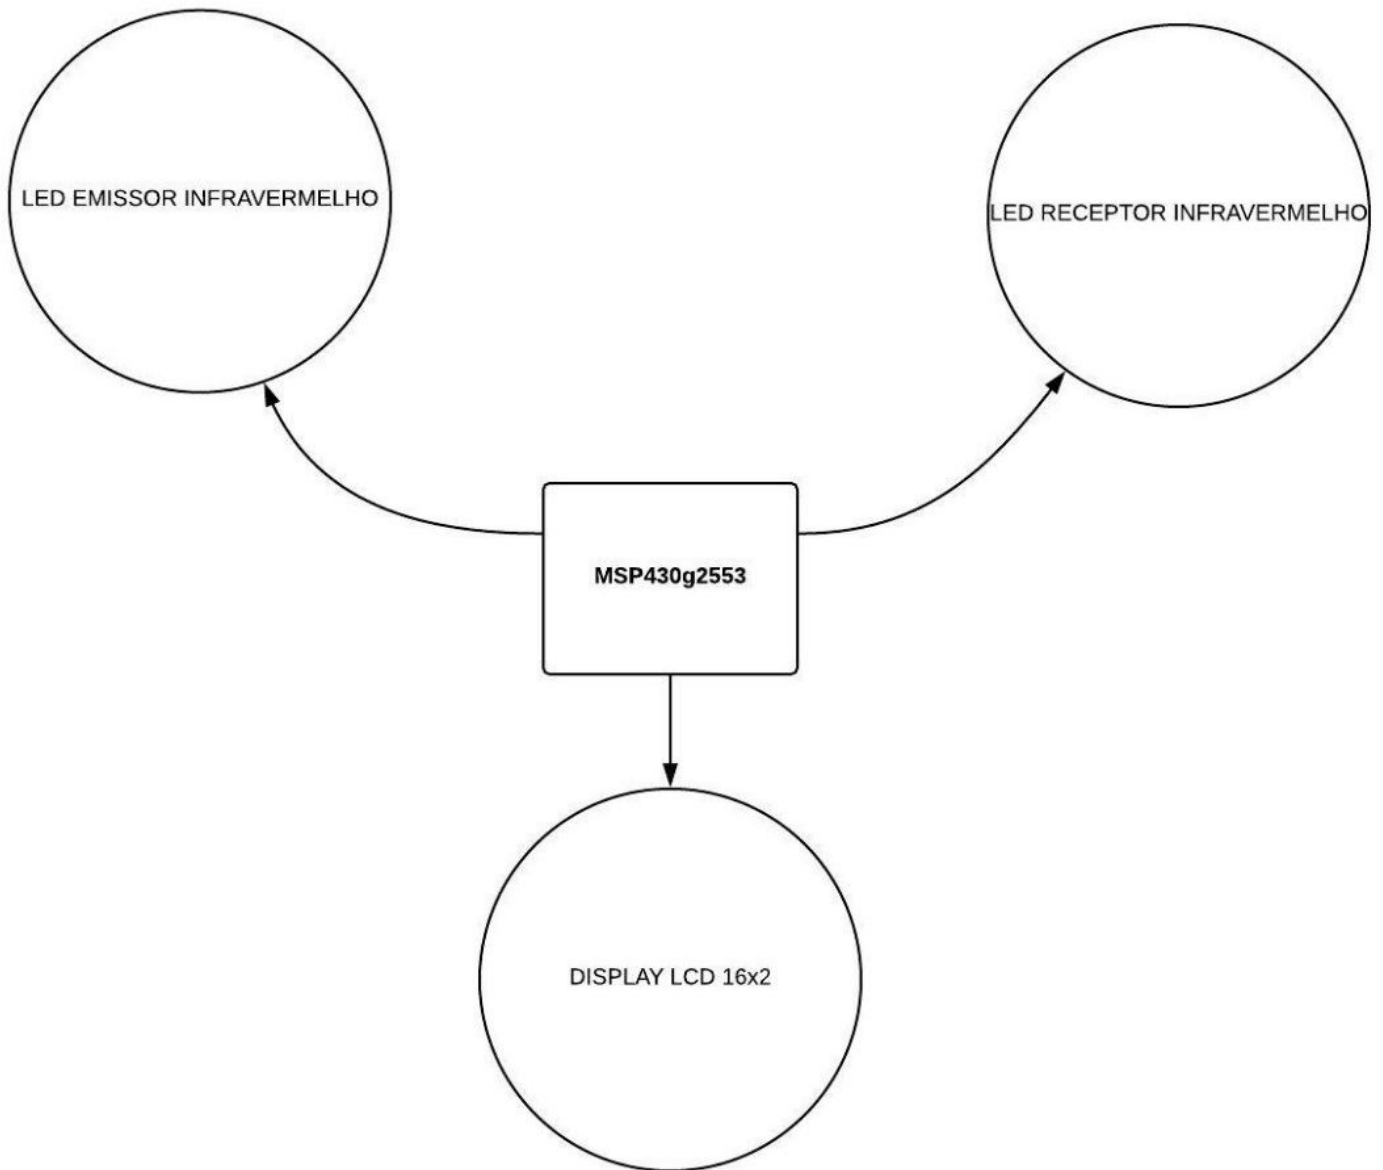 LED EMISSOR INFRAVERMELHO
LED RECEPTOR INFRAVERMELHO
MSP430g2553
DISPLAY LCD 16x2